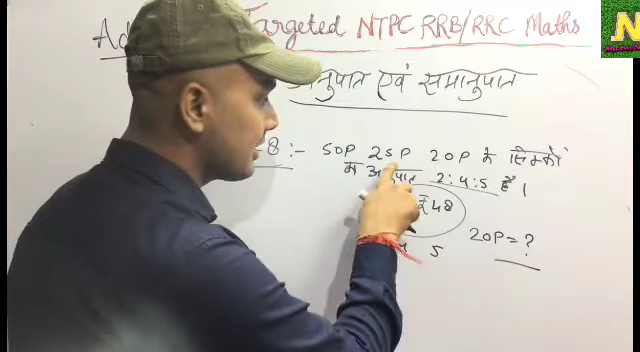 Ad Targeted NTPC RRB/RRC Maths
अनुपात एवं समानुपात
8:- 50P 25P 20P के सिक्कों
का अनुपात 2:4:5 है।
₹48
20P=?
5
N